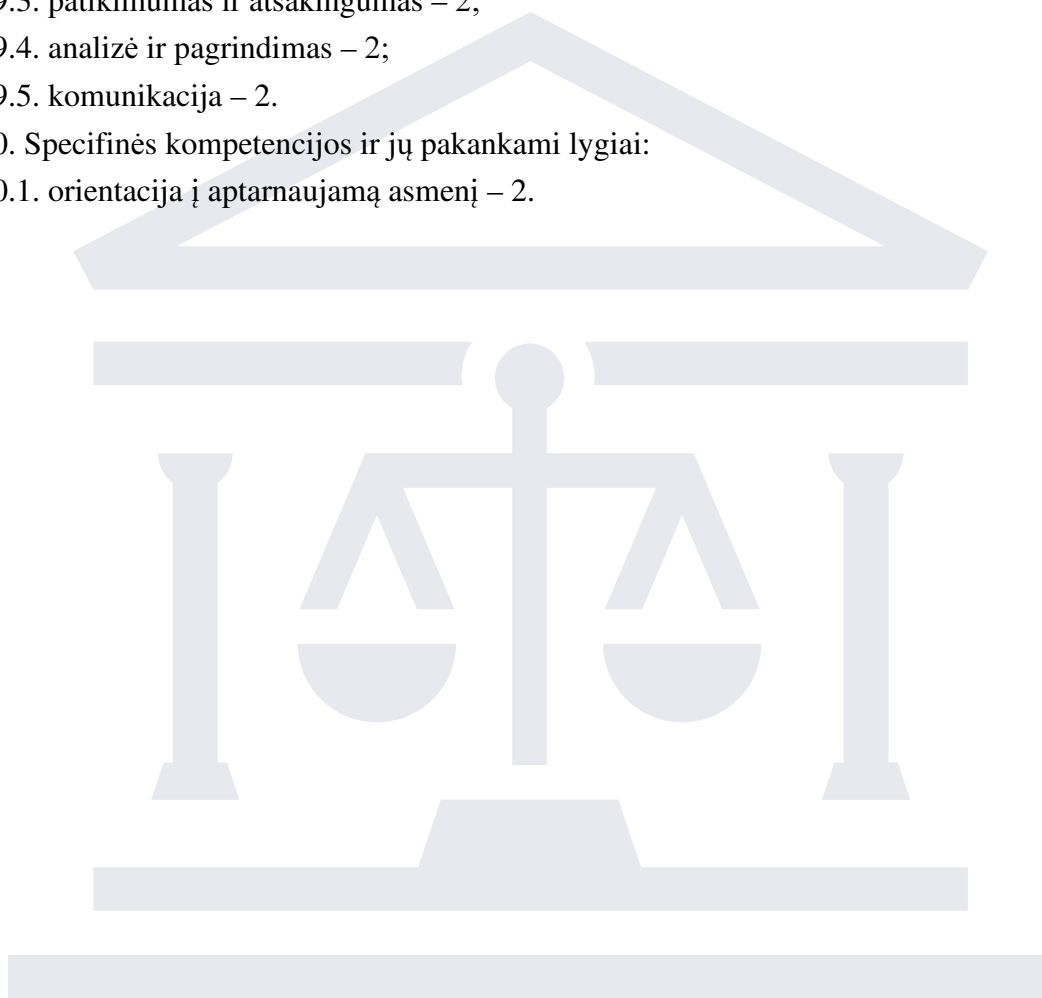 9.3. patikimumas ir atsakingumas – 2;
9.4. analizė ir pagrindimas – 2;
9.5. komunikacija – 2.
0. Specifinės kompetencijos ir jų pakankami lygiai:
0.1. orientacija į aptarnaujamą asmenį – 2.